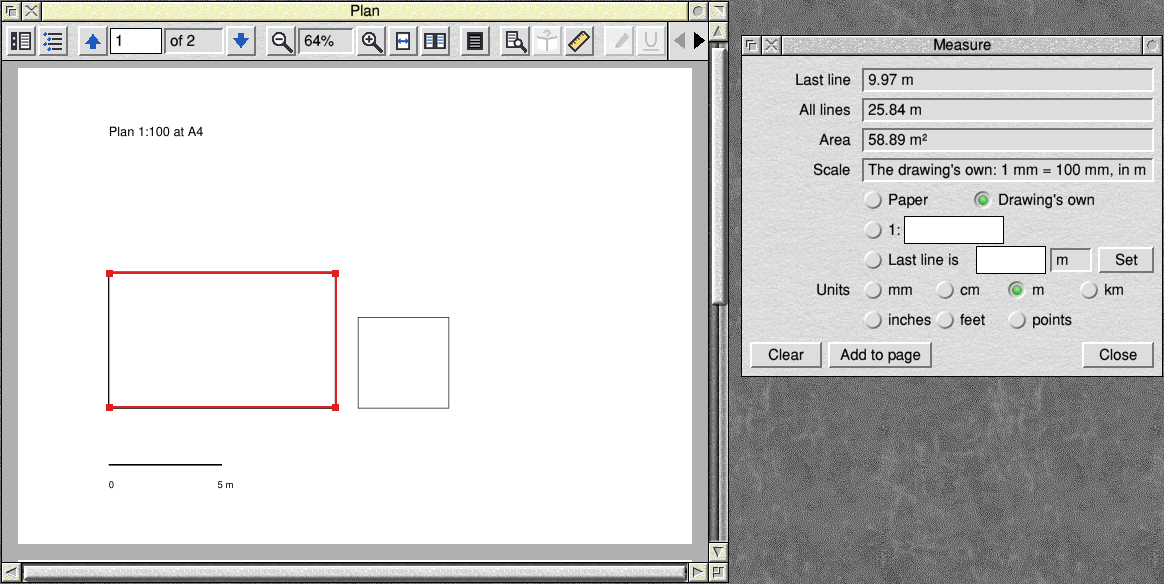 Plan
1 of 2 64%
Plan 1:100 at A4
0 5 m
Measure
Last line 9.97 m
All lines 25.84 m
Area 58.89 m²
Scale The drawing's own: 1 mm = 100 mm, in m
Paper Drawing's own
1:
Last line is m Set
Units mm cm m km
inches feet points
Clear Add to page Close